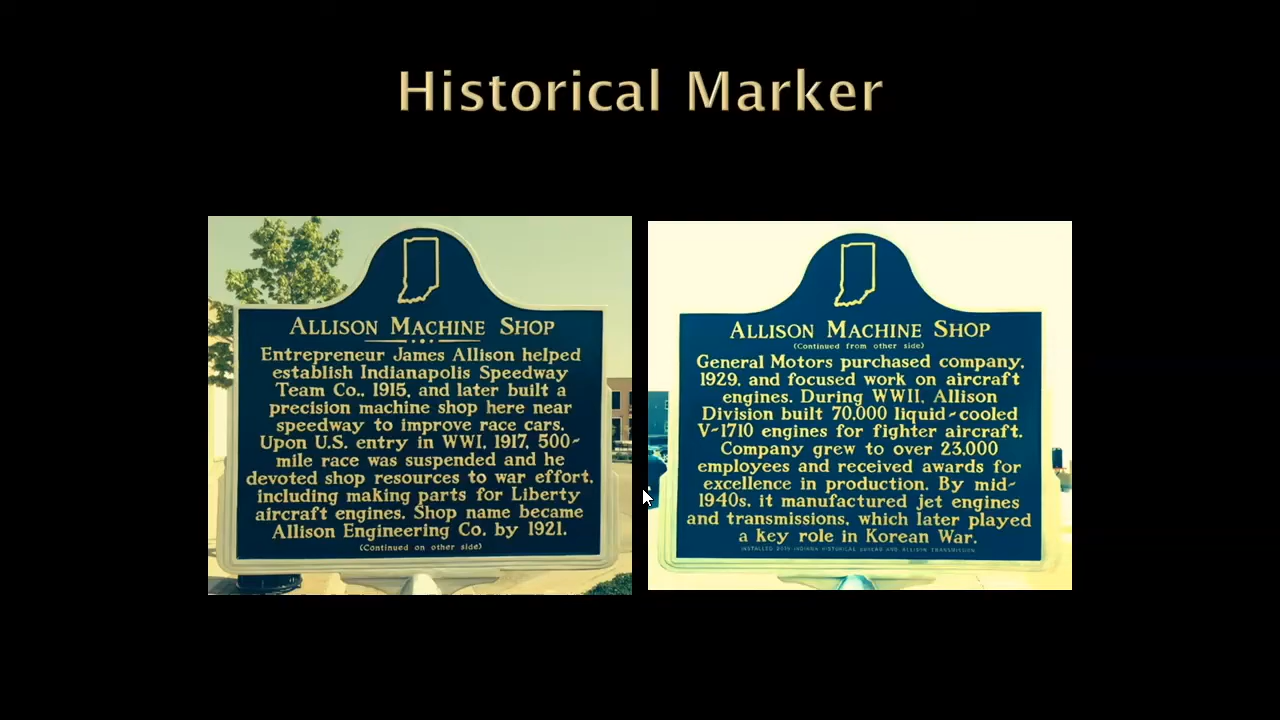 Historical Marker
ALLISON MACHINE SHOP
Entrepreneur James Allison helped
establish Indianapolis Speedway
Team Co., 1915, and later built a
precision machine shop here near
speedway to improve race cars.
Upon U.S. entry in WWI, 1917, 500-
mile race was suspended and he
devoted shop resources to war effort,
including making parts for Liberty
aircraft engines. Shop name became
Allison Engineering Co. by 1921.
(Continued on other side)
ALLISON MACHINE SHOP
(Continued from other side)
General Motors purchased company,
1929, and focused work on aircraft
engines. During WWII, Allison
Division built 70,000 liquid-cooled
V-1710 engines for fighter aircraft.
Company grew to over 23,000
employees and received awards for
excellence in production. By mid-
1940s, it manufactured jet engines
and transmissions, which later played
a key role in Korean War.
INDIANA HISTORICAL BUREAU AND ALLISON TRANSMISSION